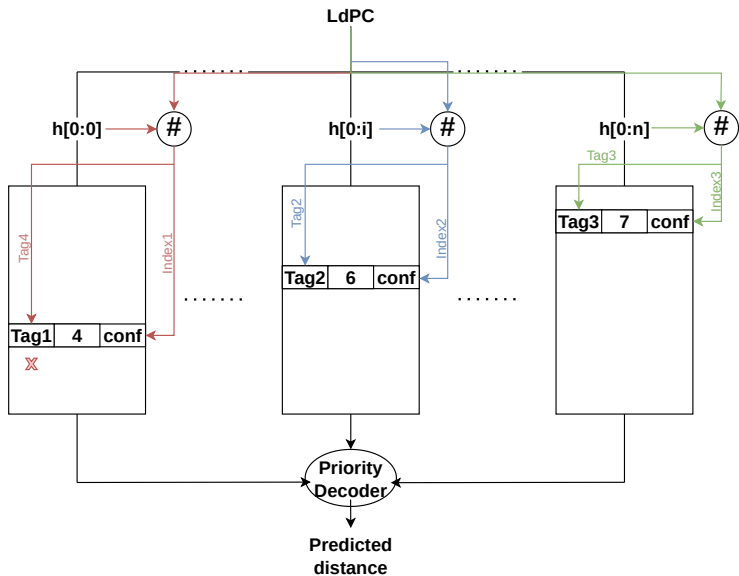 LdPC
h[0:0]
#
h[0:i]
#
h[0:n]
#
Tag3
Tag4
Index1
Tag2
Index2
Index3
Tag3 7 conf
Tag2 6 conf
Tag1 4 conf
X
.......
.......
.......
.......
Priority
Decoder
Predicted
distance